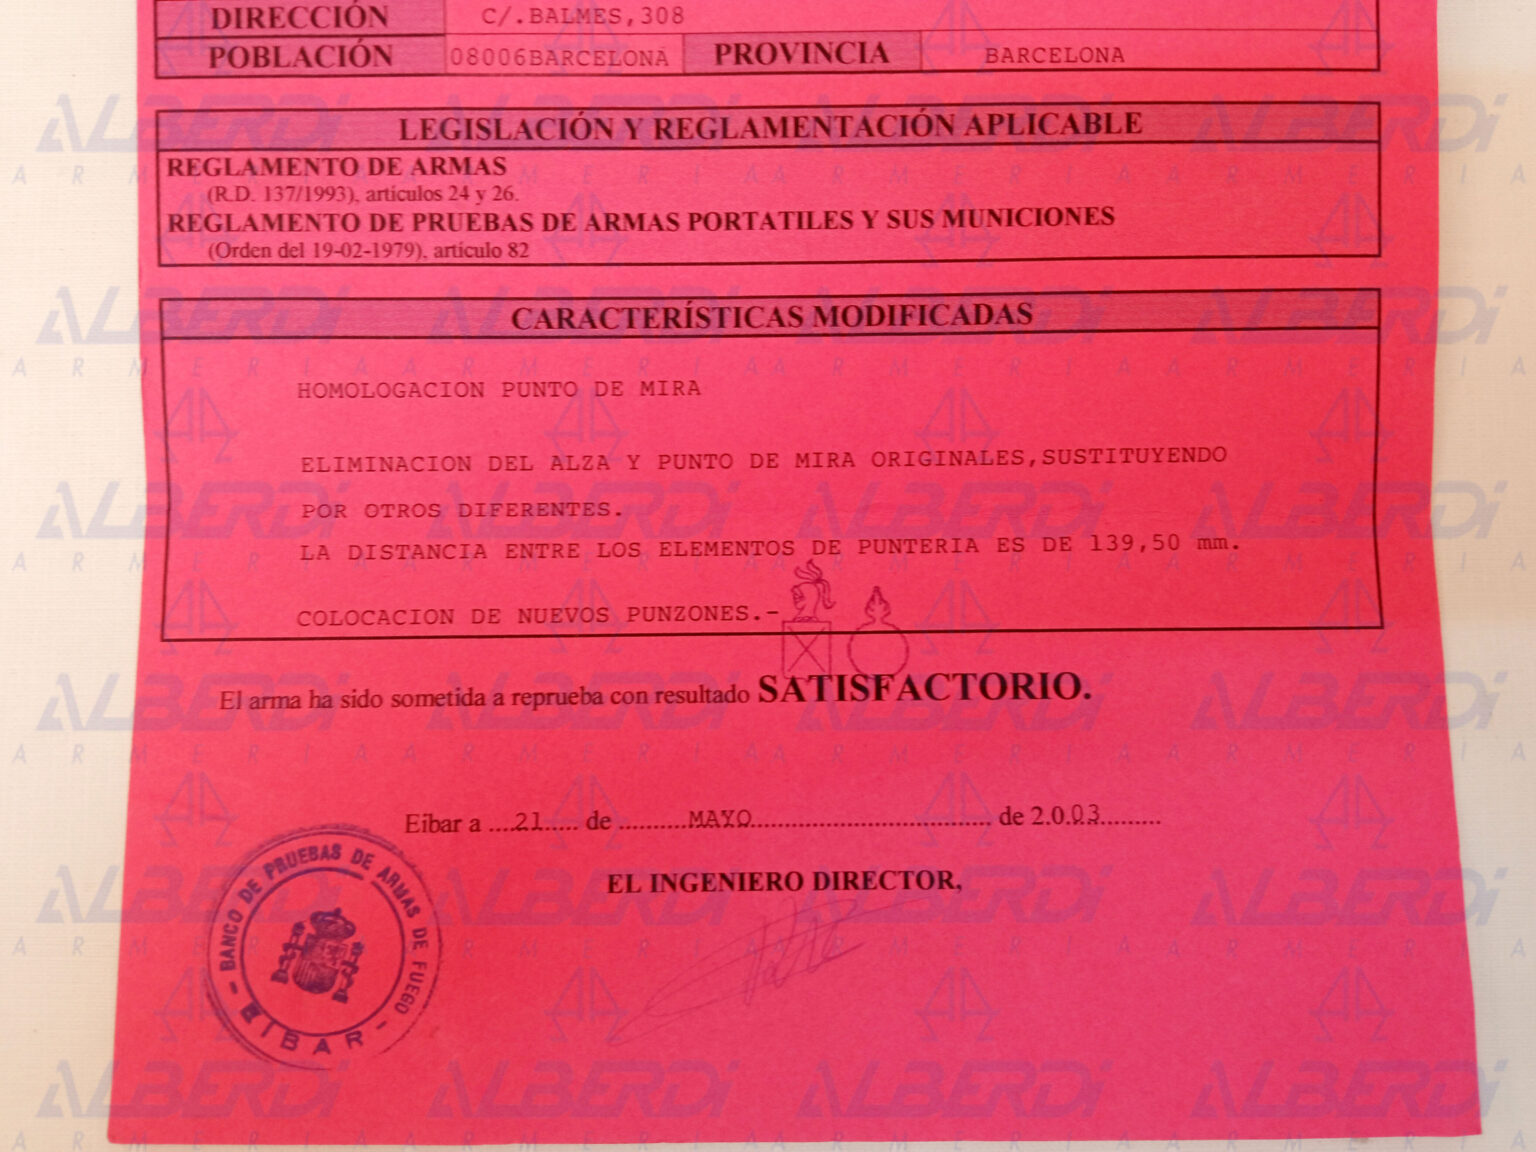 DIRECCIÓN C/.BALMES,308
POBLACIÓN 08006BARCELONA PROVINCIA BARCELONA
LEGISLACIÓN Y REGLAMENTACIÓN APLICABLE
REGLAMENTO DE ARMAS
(R.D. 137/1993), artículos 24 y 26.
REGLAMENTO DE PRUEBAS DE ARMAS PORTATILES Y SUS MUNICIONES
(Orden del 19-02-1979), artículo 82
CARACTERÍSTICAS MODIFICADAS
HOMOLOGACION PUNTO DE MIRA
ELIMINACION DEL ALZA Y PUNTO DE MIRA ORIGINALES,SUSTITUYENDO
POR OTROS DIFERENTES.
LA DISTANCIA ENTRE LOS ELEMENTOS DE PUNTERIA ES DE 139,50 mm.
COLOCACION DE NUEVOS PUNZONES.-
El arma ha sido sometida a reprueba con resultado SATISFACTORIO.
Eibar a ....21..... de ..........MAYO................................... de 2.0.03.........
EL INGENIERO DIRECTOR,
- BANCO DE PRUEBAS DE ARMAS DE FUEGO -
EIBAR
ALBERDI
ARMERIA